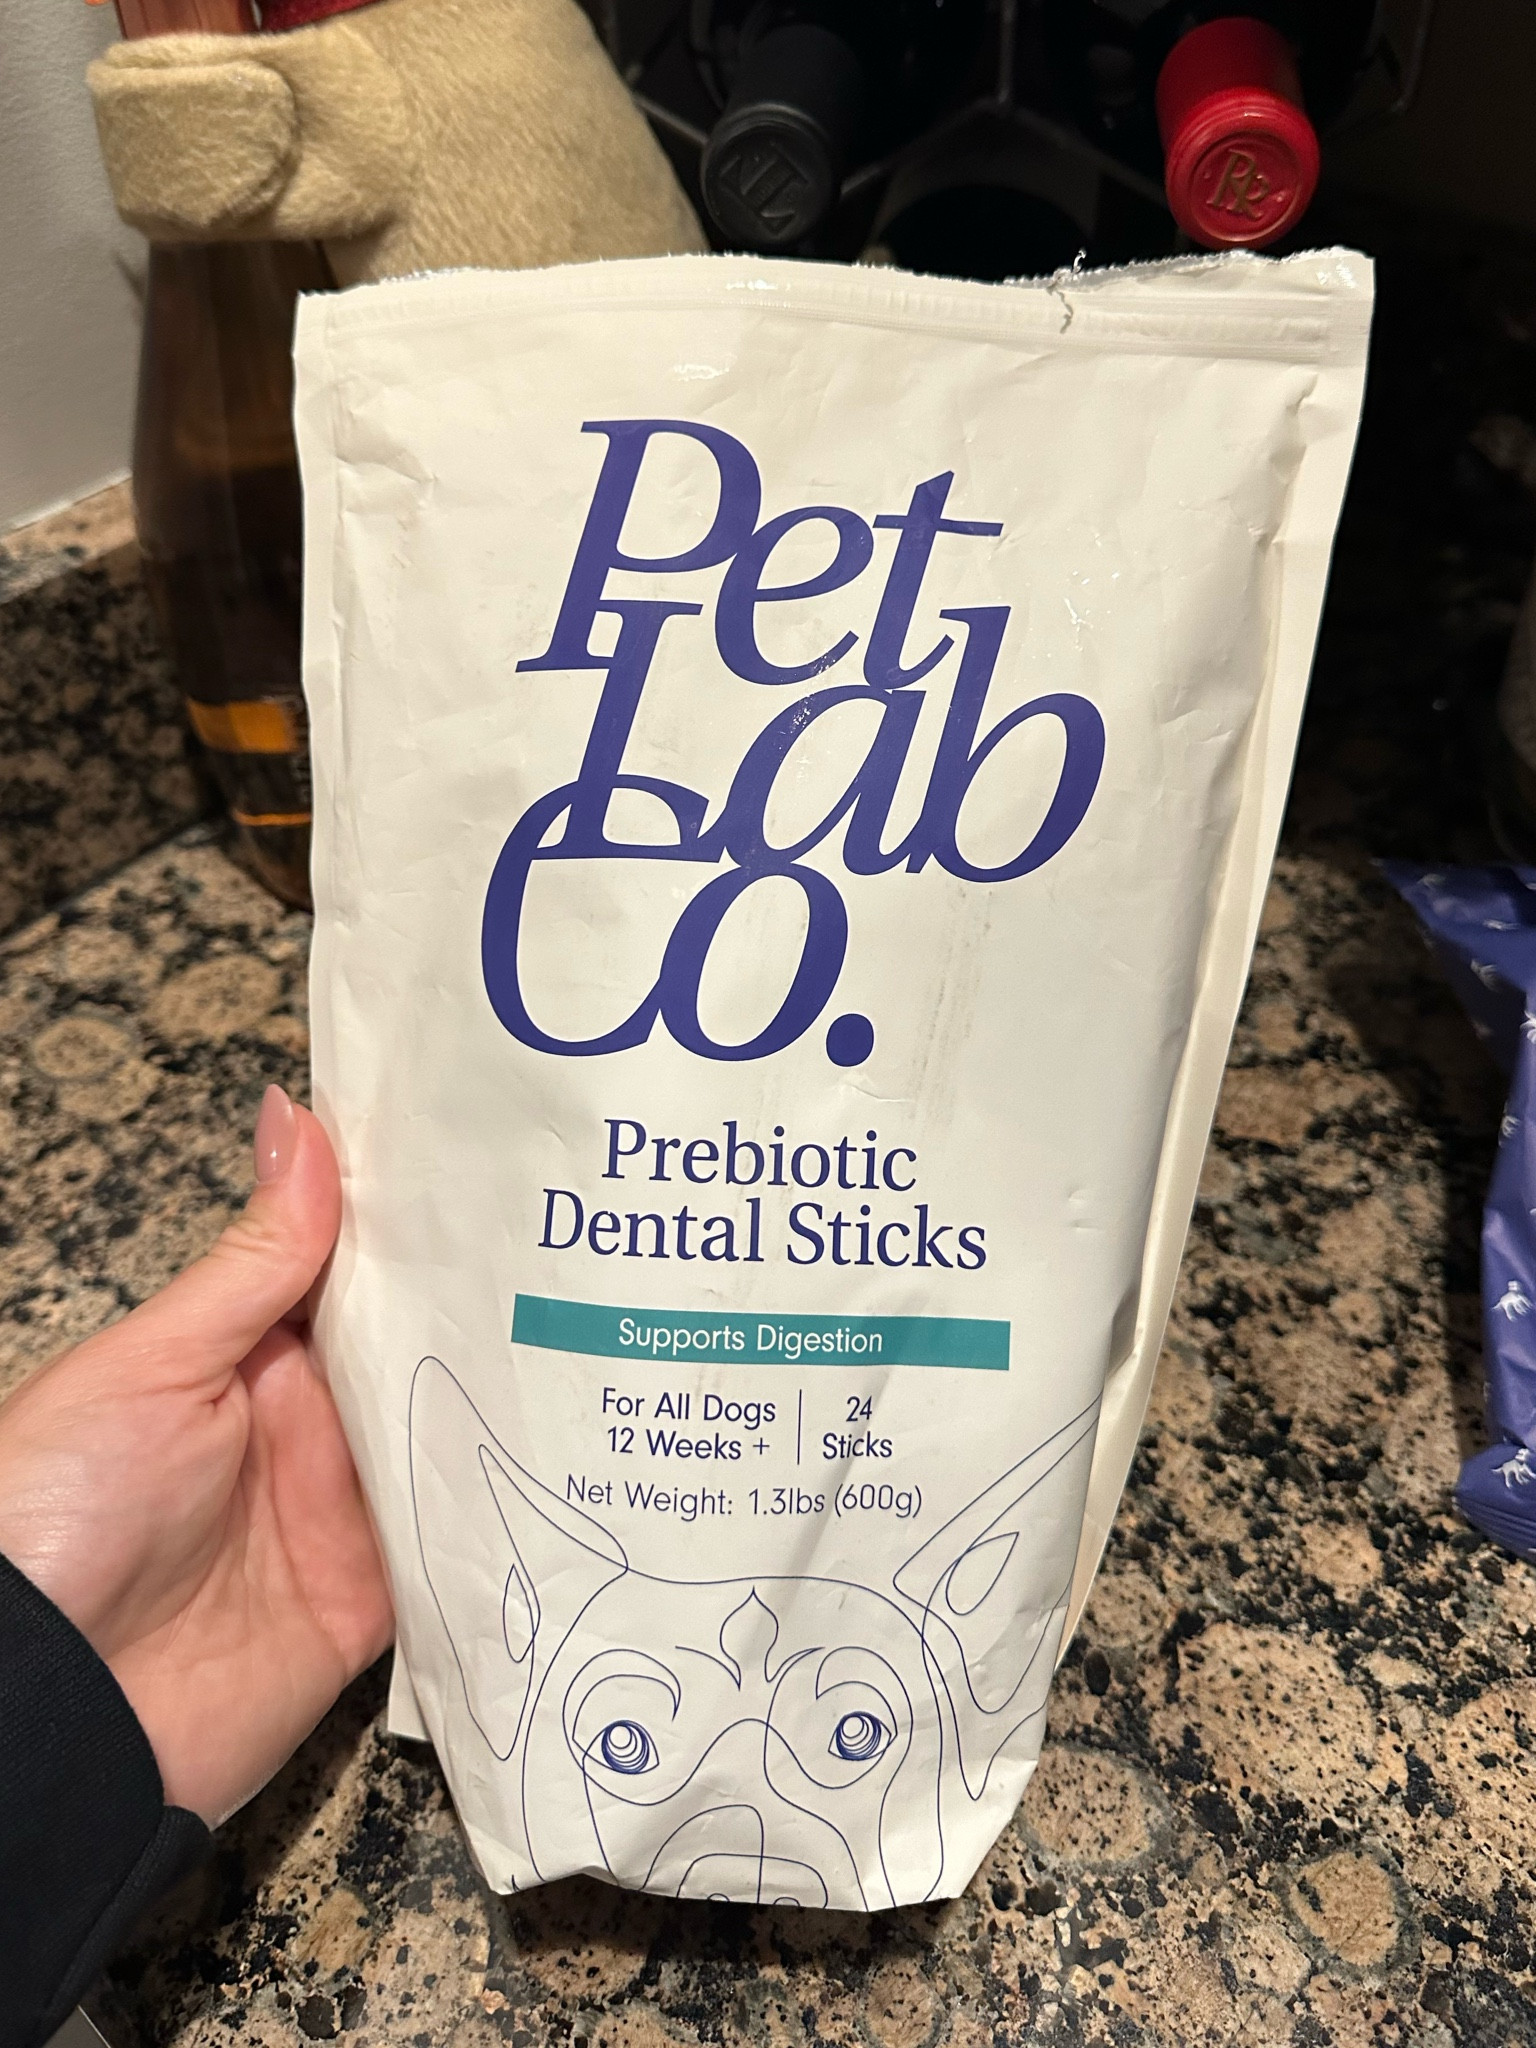 Pet
Lab
Co.
Prebiotic
Dental Sticks
Supports Digestion
For All Dogs
12 Weeks +
24
Sticks
Net Weight: 1.3lbs (600g)